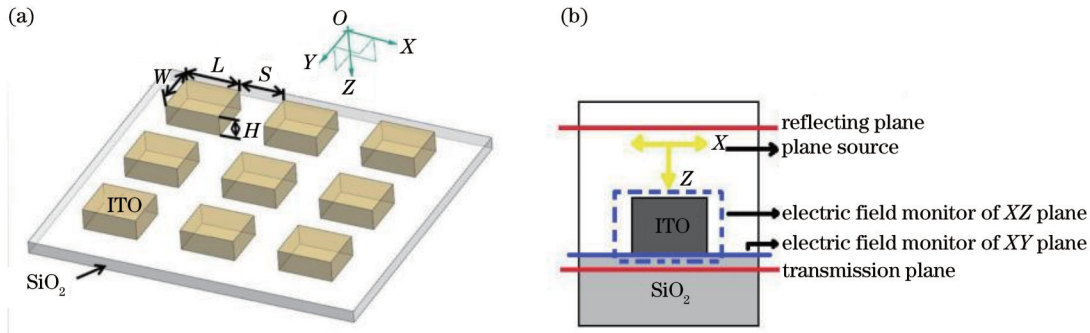 (a)
O
X
Y
Z
W
L
S
H
ITO
SiO2
(b)
reflecting plane
X
plane source
Z
ITO
electric field monitor of XZ plane
electric field monitor of XY plane
transmission plane
SiO2